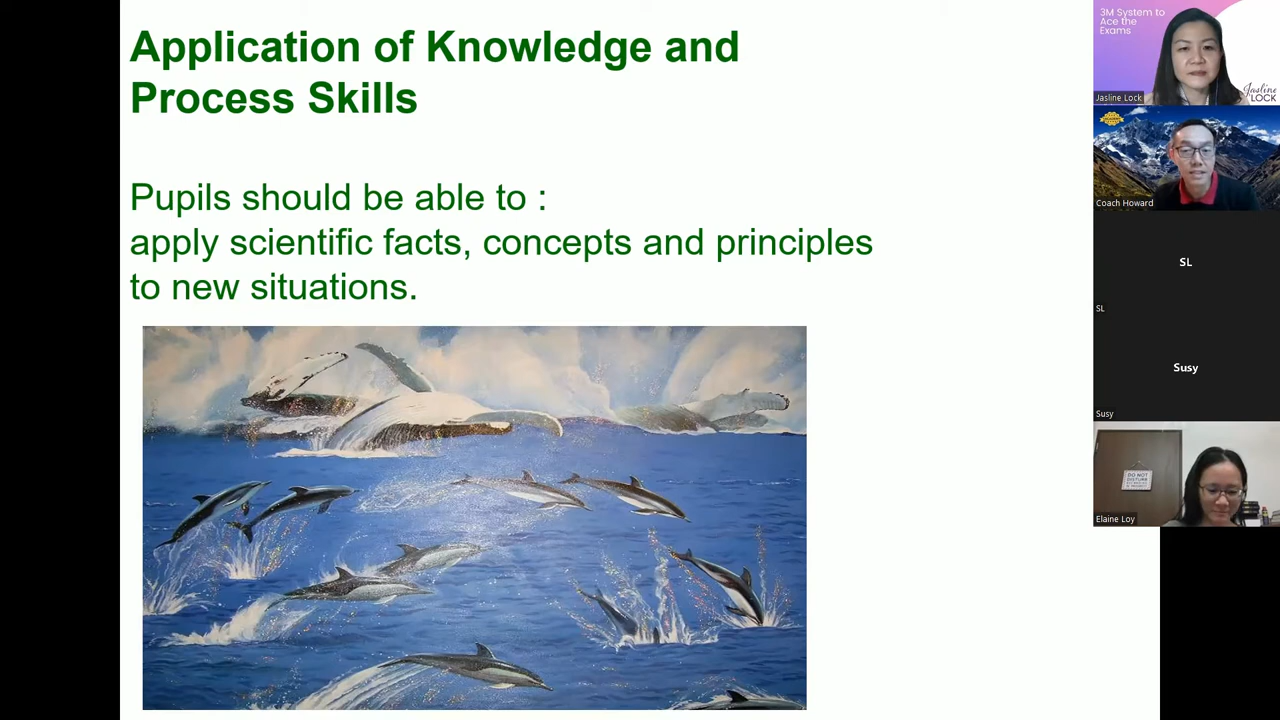 Application of Knowledge and
Process Skills
Pupils should be able to :
apply scientific facts, concepts and principles
to new situations.
3M System to
Ace the
Exams
Jasline
LOCK
Jasline Lock
Coach Howard
SL
SL
Susy
Susy
DO NOT
DISTURB
Elaine Loy